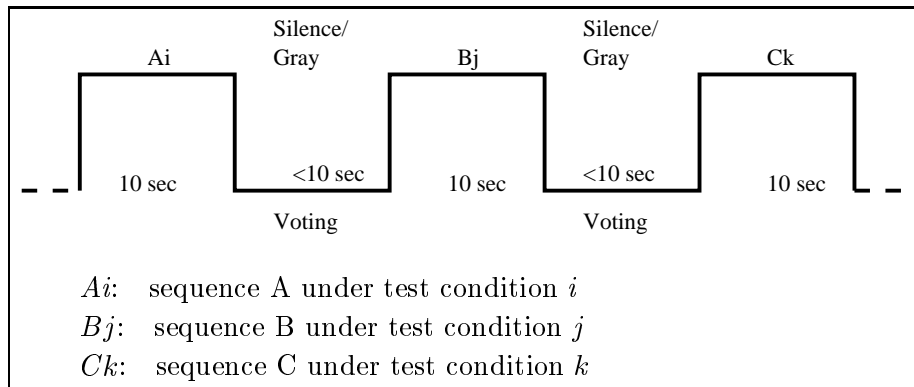 Silence/ Silence/
Ai Gray Bj Gray Ck
10 sec <10 sec 10 sec <10 sec 10 sec
Voting Voting
Ai: sequence A under test condition i
Bj: sequence B under test condition j
Ck: sequence C under test condition k